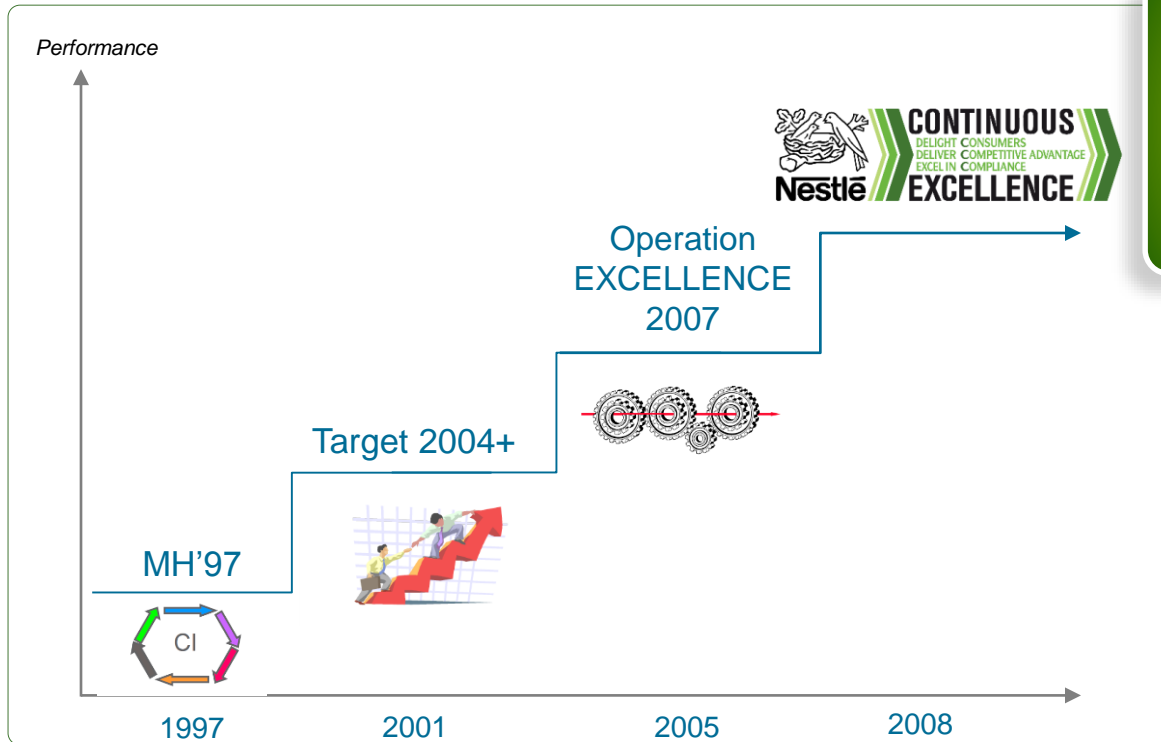 Performance
CONTINUOUS
DELIGHT CONSUMERS
DELIVER COMPETITIVE ADVANTAGE
EXCEL IN COMPLIANCE
Nestlé
EXCELLENCE
Operation
EXCELLENCE
2007
Target 2004+
MH’97
CI
1997
2001
2005
2008